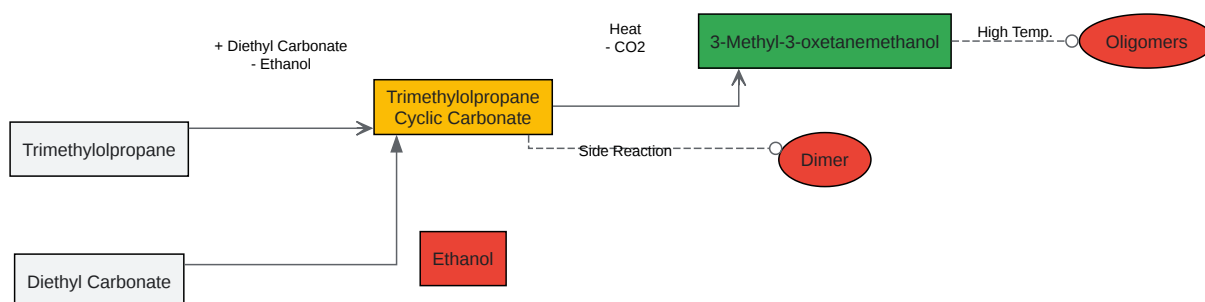 + Diethyl Carbonate
- Ethanol
Heat
- CO2
3-Methyl-3-oxetanemethanol
High Temp.
Oligomers
Trimethylolpropane
Cyclic Carbonate
Trimethylolpropane
Side Reaction
Dimer
Ethanol
Diethyl Carbonate